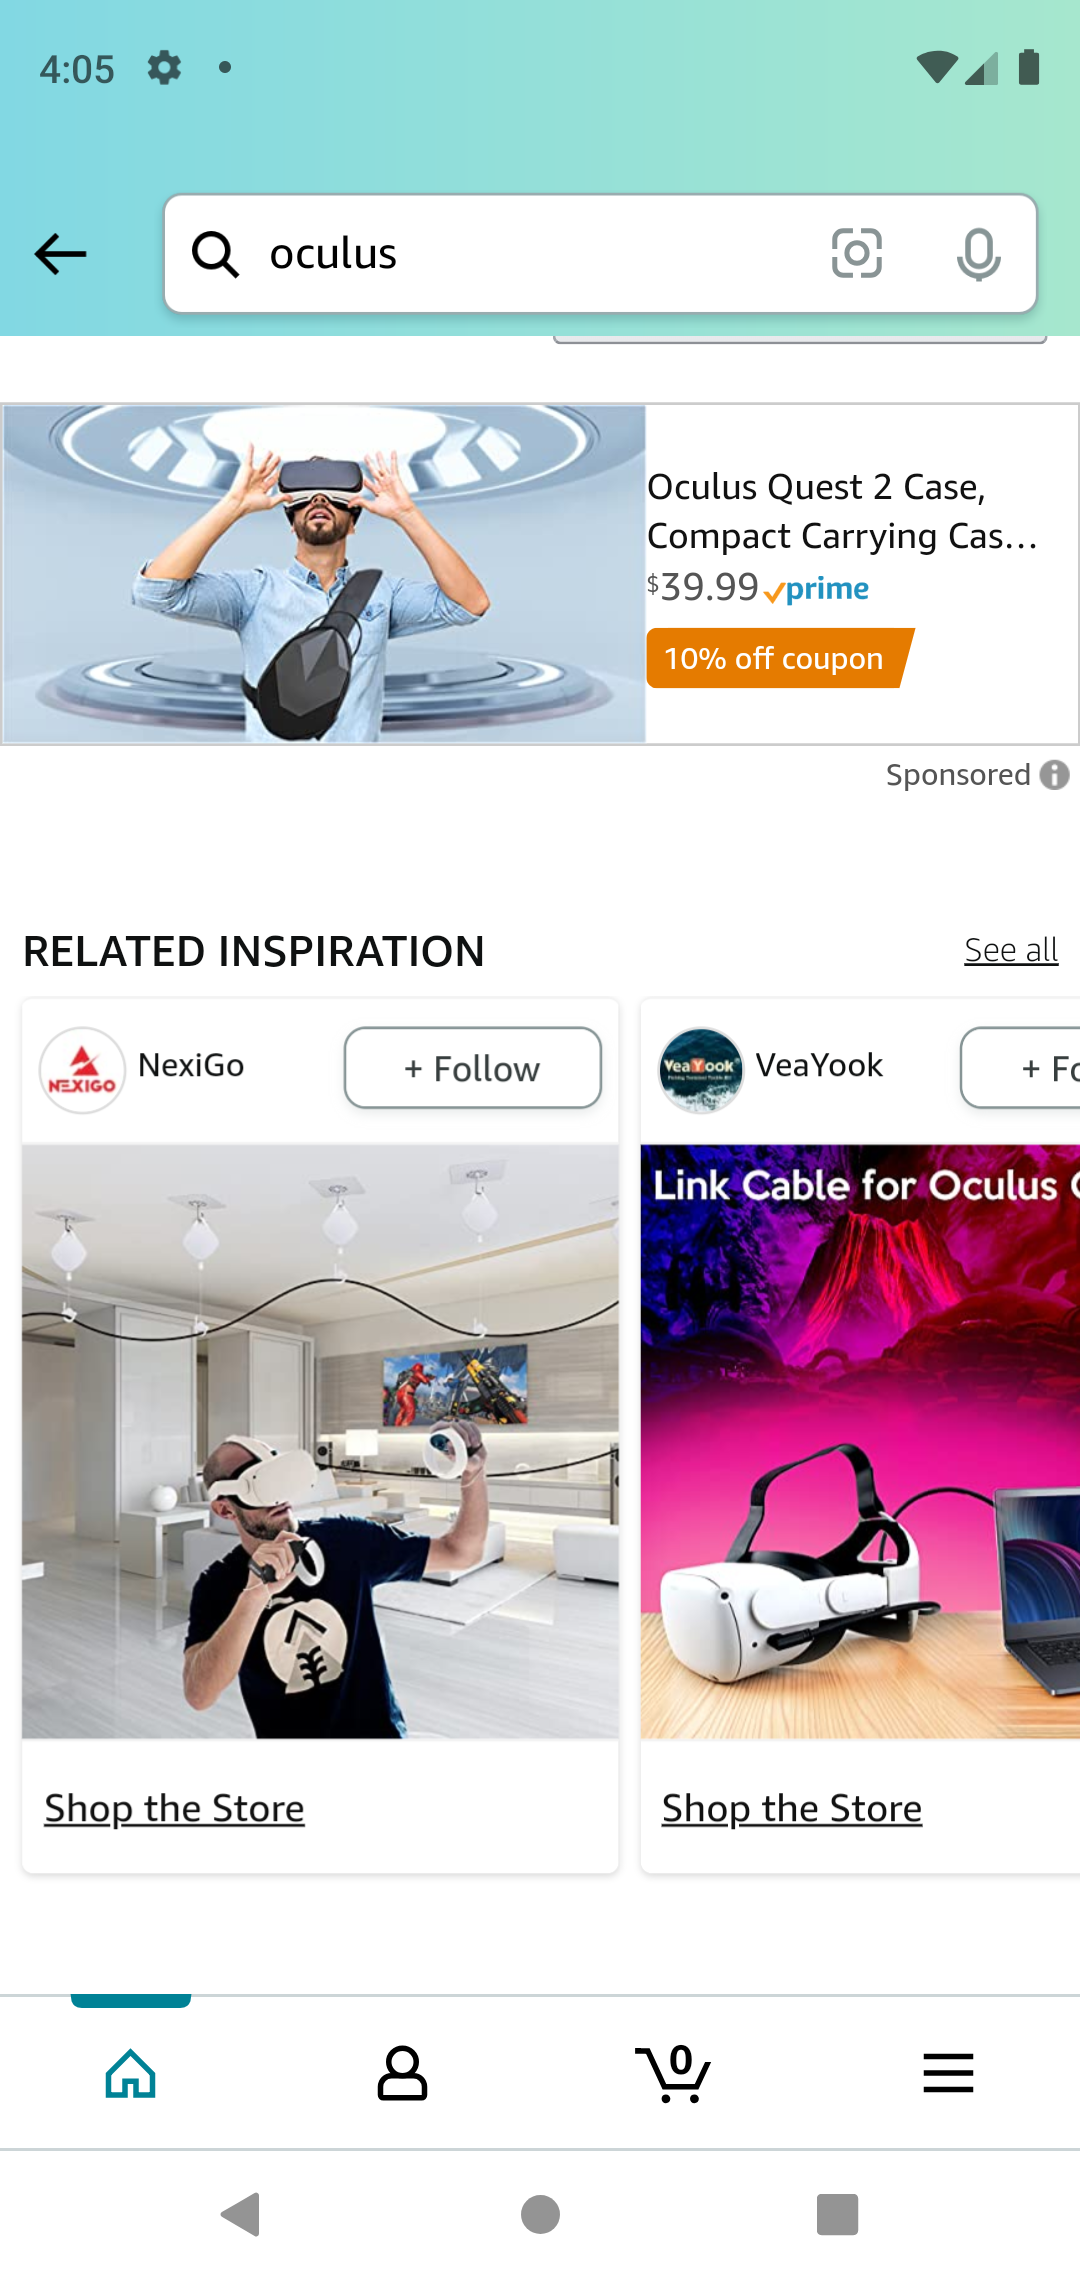 4:05
oculus
Oculus Quest 2 Case,
Compact Carrying Cas...
$39.99 prime
10% off coupon
Sponsored
RELATED INSPIRATION
See all
NEXIGO
NexiGo
+ Follow
VeaYook
VeaYook
+ Fo
Link Cable for Oculus
Shop the Store
Shop the Store
0